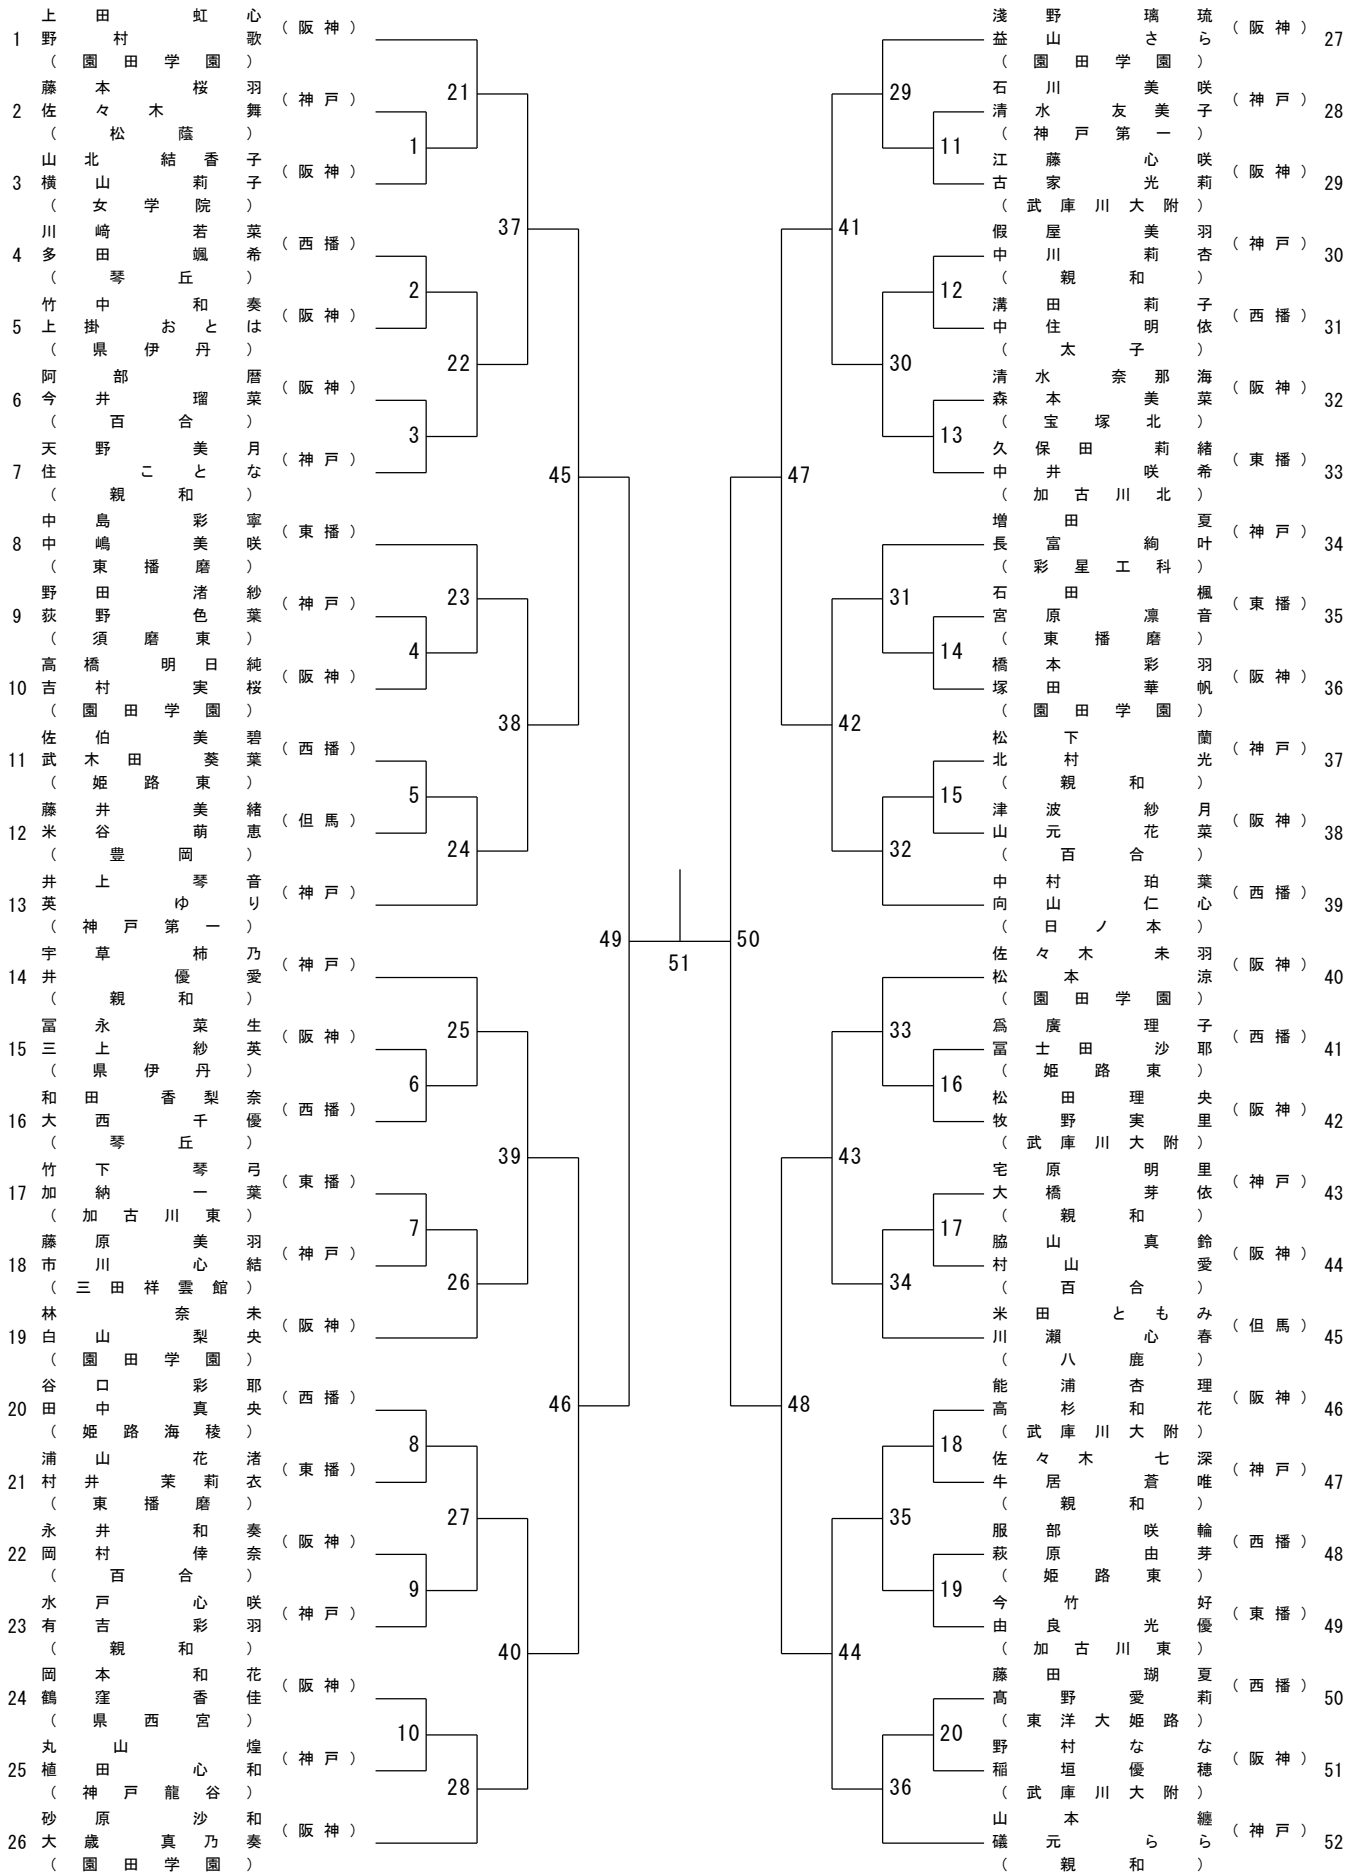 上田 虹心
(阪神)
1 野村 歌
(園田学園)
藤本 桜羽
(神戸)
2 佐々木 舞
(松蔭)
山北 結香子
(阪神)
3 横山 莉子
(女学院)
川﨑 若菜
(西播)
4 多田 颯希
(琴丘)
竹中 和奏
(阪神)
5 上掛 おとは
(県伊丹)
阿部 暦
(阪神)
6 今井 瑠菜
(百合)
天野 美月
(神戸)
7 住 ことな
(親和)
中島 彩寧
(東播)
8 中嶋 美咲
(東播磨)
野田 渚紗
(神戸)
9 荻野 色葉
(須磨東)
高橋 明日純
(阪神)
10 吉村 実桜
(園田学園)
佐伯 美碧
(西播)
11 武木田 葵葉
(姫路東)
藤井 美緒
(但馬)
12 米谷 萌恵
(豊岡)
井上 琴音
(神戸)
13 英 ゆり
(神戸第一)
宇草 柿乃
(神戸)
14 井 優愛
(親和)
冨永 菜生
(阪神)
15 三上 紗英
(県伊丹)
和田 香梨奈
(西播)
16 大西 千優
(琴丘)
竹下 琴弓
(東播)
17 加納 一葉
(加古川東)
藤原 美羽
(神戸)
18 市川 心結
(三田祥雲館)
林 奈未
(阪神)
19 白山 梨央
(園田学園)
谷口 彩耶
(西播)
20 田中 真央
(姫路海稜)
浦山 花渚
(東播)
21 村井 茉莉衣
(東播磨)
永井 和奏
(阪神)
22 岡村 倖奈
(百合)
水戸 心咲
(神戸)
23 有吉 彩羽
(親和)
岡本 和花
(阪神)
24 鶴窪 香佳
(県西宮)
丸山 煌
(神戸)
25 植田 心和
(神戸龍谷)
砂原 沙和
(阪神)
26 大歳 真乃奏
(園田学園)
21
1
37
2
22
3
45
23
4
38
5
24
49
25
6
39
7
26
46
8
27
9
40
10
28
51
50
29
11
41
12
30
13
47
31
14
42
15
32
33
16
43
17
34
48
18
35
19
44
20
36
淺野 璃琉
(阪神)
益山 さら 27
(園田学園)
石川 美咲
(神戸)
清水 友美子 28
(神戸第一)
江藤 心咲
(阪神)
古家 光莉 29
(武庫川大附)
假屋 美羽
(神戸)
中川 莉杏 30
(親和)
溝田 莉子
(西播)
中住 明依 31
(太子)
清水 奈那海
(阪神)
森本 美菜 32
(宝塚北)
久保田 莉緒
(東播)
中井 咲希 33
(加古川北)
増田 夏
(神戸)
長富 絢叶 34
(彩星工科)
石田 楓
(東播)
宮原 凛音 35
(東播磨)
橋本 彩羽
(阪神)
塚田 華帆 36
(園田学園)
松下 蘭
(神戸)
北村 光 37
(親和)
津波 紗月
(阪神)
山元 花菜 38
(百合)
中村 珀葉
(西播)
向山 仁心 39
(日ノ本)
佐々木 未羽
(阪神)
松本 涼 40
(園田学園)
爲廣 理子
(西播)
冨士田 沙耶 41
(姫路東)
松田 理央
(阪神)
牧野 実里 42
(武庫川大附)
宅原 明里
(神戸)
大橋 芽依 43
(親和)
脇山 真鈴
(阪神)
村山 愛 44
(百合)
米田 ともみ
(但馬)
川瀬 心春 45
(八鹿)
能浦 杏理
(阪神)
高杉 和花 46
(武庫川大附)
佐々木 七深
(神戸)
牛居 蒼唯 47
(親和)
服部 咲輪
(西播)
萩原 由芽 48
(姫路東)
今竹 好
(東播)
由良 光優 49
(加古川東)
藤田 瑚夏
(西播)
髙野 愛莉 50
(東洋大姫路)
野村 なな
(阪神)
稲垣 優穂 51
(武庫川大附)
山本 纏
(神戸)
礒元 らら 52
(親和)